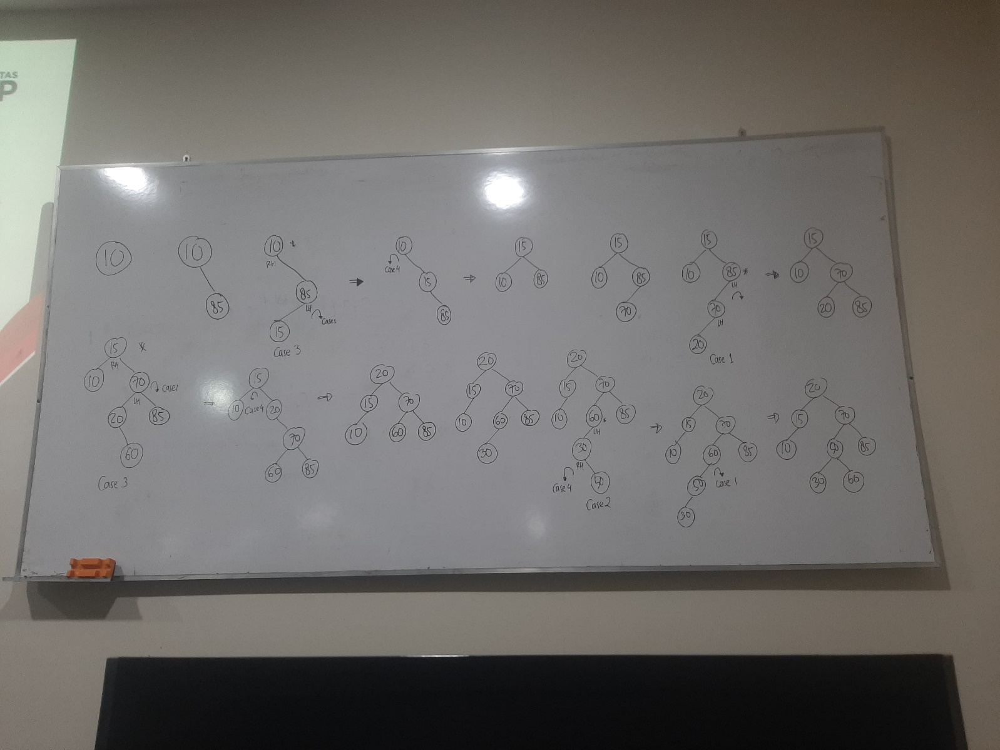 TAS
P
10
10
85
10 *
RH
85
LH
Case1
15
Case 3
⇒
10
Case 4
15
85
⇒
15
10 85
15
10 85
70
15
10 85 *
LH
70
LH
20
Case 1
⇒
15
10 70
20 85
15 *
RH
10 70 Case1
LH
20 85
60
Case 3
⇒
15
10 Case4 20
70
60 85
⇒
20
15 70
10 60 85
20
15 70
10 60 85
30
20
15 70
10 60 * 85
LH
30
RH
Case 4 50
Case 2
⇒
20
15 70
10 60 85
50 Case 1
30
⇒
20
15 70
10 50 85
30 60